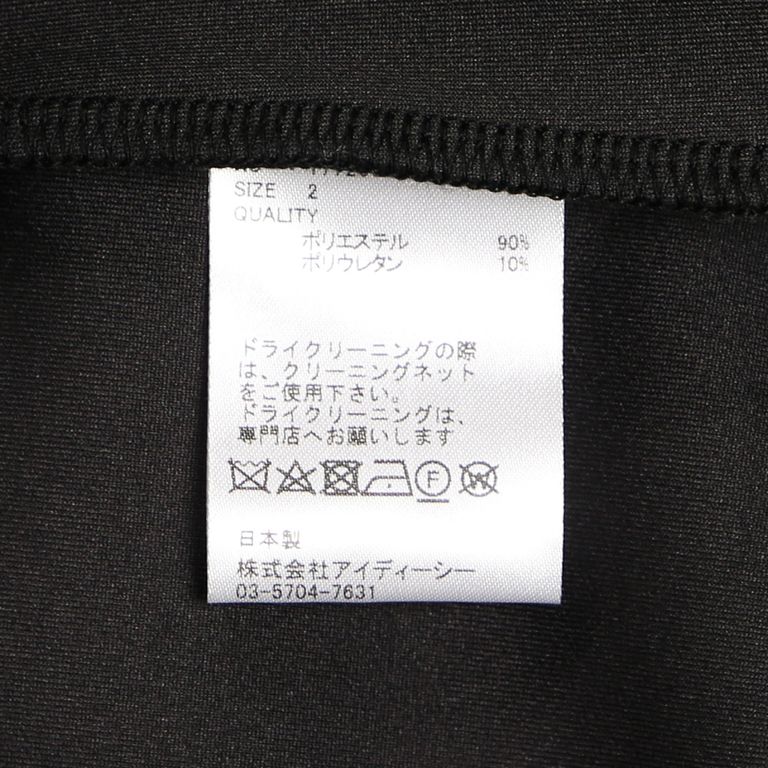 SIZE 2
QUALITY
ポリエステル 90%
ポリウレタン 10%
ドライクリーニングの際
は、クリーニングネット
をご使用下さい。
ドライクリーニングは、
専門店へお願いします
F W
日本製
株式会社アイディーシー
03-5704-7631